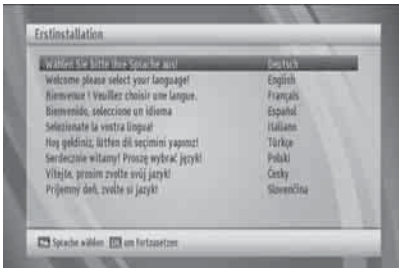 Erstinstallation
Wählen Sie bitte Ihre Sprache aus! Deutsch
Welcome please select your language! English
Bienvenue ! Veuillez choisir une langue. Français
Bienvenido, seleccione un idioma Español
Selezionate la vostra lingua! Italiano
Hoş geldiniz, lütfen dil seçimini yapınız! Türkçe
Serdecznie witamy! Proszę wybrać język! Polski
Vítejte, prosím zvolte svůj jazyk! Česky
Príjemný deň, zvoľte si jazyk! Slovenčina
Sprache wählen OK um fortzusetzen